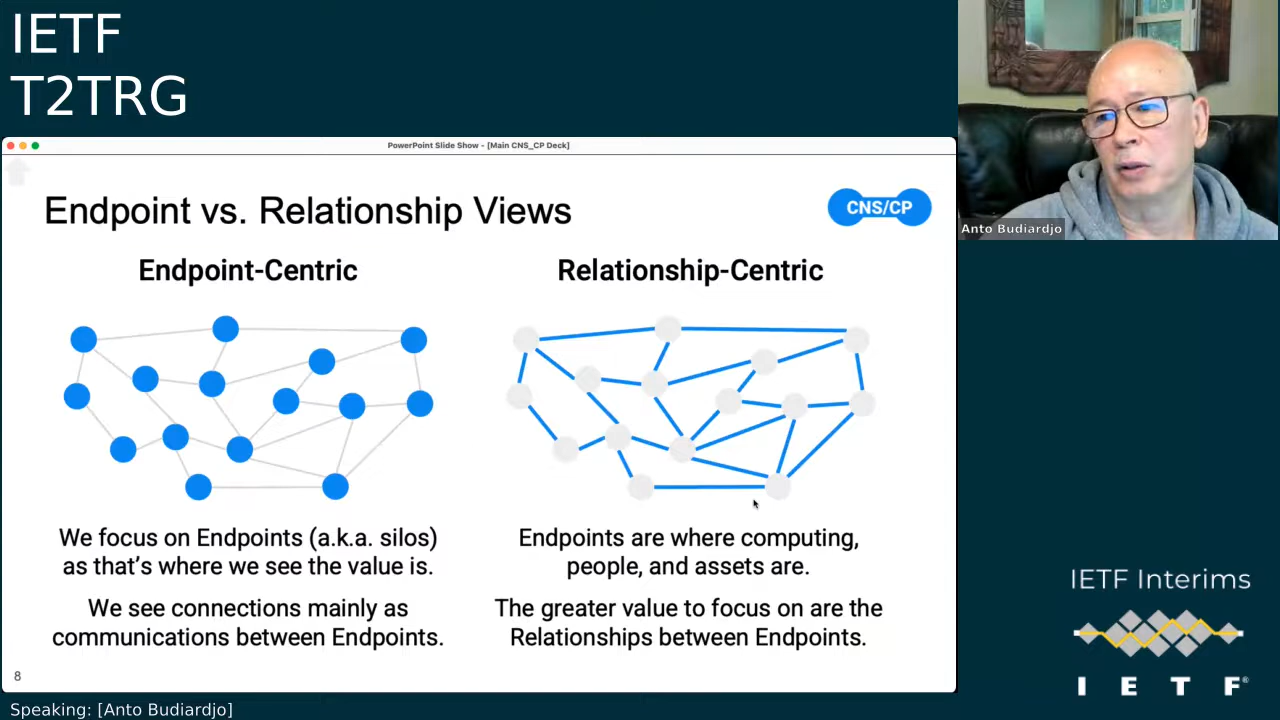 IETF
T2TRG
PowerPoint Slide Show - [Main CNS_CP Deck]
Endpoint vs. Relationship Views
CNS/CP
Endpoint-Centric
Relationship-Centric
We focus on Endpoints (a.k.a. silos)
as that's where we see the value is.
We see connections mainly as
communications between Endpoints.
Endpoints are where computing,
people, and assets are.
The greater value to focus on are the
Relationships between Endpoints.
8
Anto Budiardjo
IETF Interims
I E T F®
Speaking: [Anto Budiardjo]